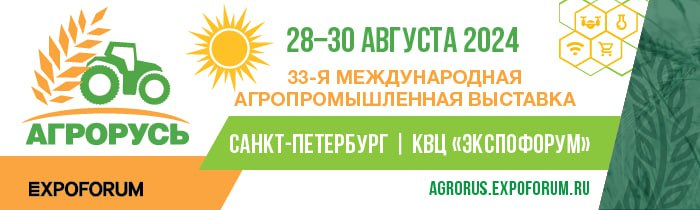 28–30 АВГУСТА 2024
33-Я МЕЖДУНАРОДНАЯ
АГРОПРОМЫШЛЕННАЯ ВЫСТАВКА
АГРОРУСЬ
САНКТ-ПЕТЕРБУРГ | КВЦ «ЭКСПОФОРУМ»
EXPOFORUM
AGRORUS.EXPOFORUM.RU